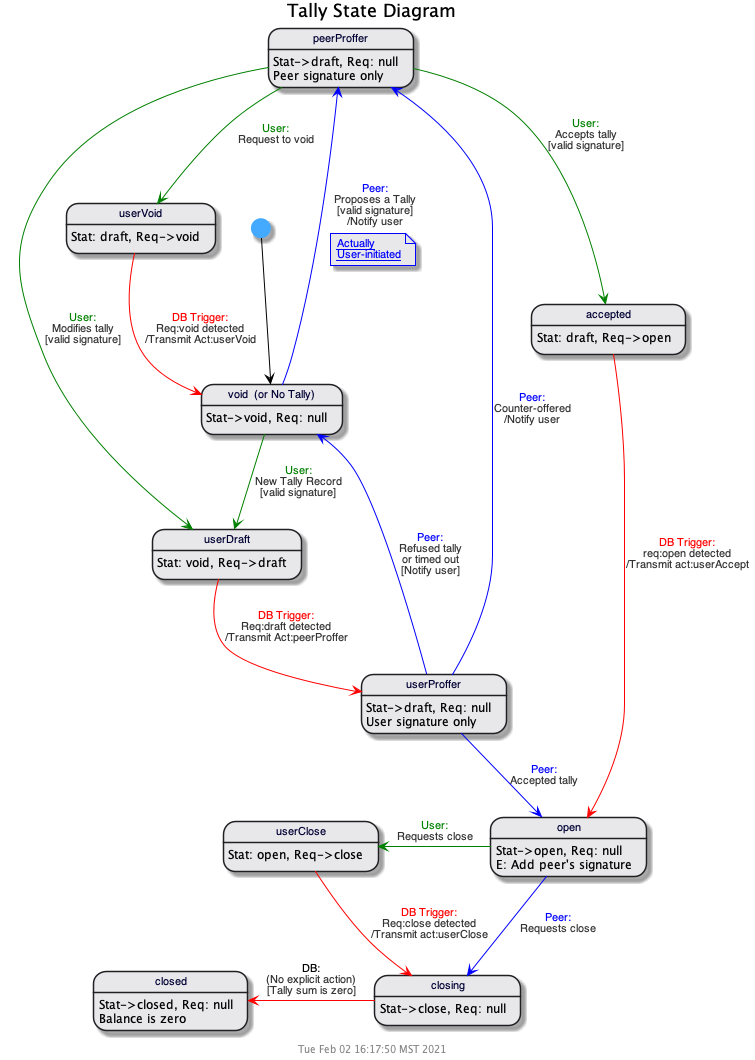 Tally State Diagram
peerProffer
Stat->draft, Req: null
Peer signature only
User:
Request to void
User:
Accepts tally
[valid signature]
userVoid
Stat: draft, Req->void
Peer:
Proposes a Tally
[valid signature]
/Notify user
Actually
User-initiated
User:
Modifies tally
[valid signature]
DB Trigger:
Req:void detected
/Transmit Act:userVoid
accepted
Stat: draft, Req->open
void  (or No Tally)
Stat->void, Req: null
Peer:
Counter-offered
/Notify user
User:
New Tally Record
[valid signature]
userDraft
Stat: void, Req->draft
Peer:
Refused tally
or timed out
[Notify user]
DB Trigger:
req:open detected
/Transmit act:userAccept
DB Trigger:
Req:draft detected
/Transmit Act:peerProffer
userProffer
Stat->draft, Req: null
User signature only
Peer:
Accepted tally
userClose
Stat: open, Req->close
User:
Requests close
open
Stat->open, Req: null
E: Add peer's signature
DB Trigger:
Req:close detected
/Transmit act:userClose
Peer:
Requests close
closed
Stat->closed, Req: null
Balance is zero
DB:
(No explicit action)
[Tally sum is zero]
closing
Stat->close, Req: null
Tue Feb 02 16:17:50 MST 2021